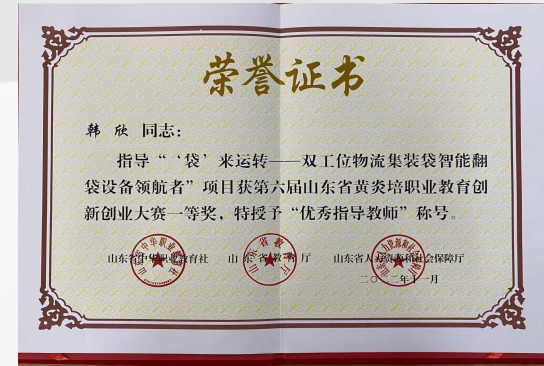 荣誉证书
韩欣 同志：
指导“‘袋’来运转——双工位物流集装袋智能翻
袋设备领航者”项目获第六届山东省黄炎培职业教育创
新创业大赛一等奖，特授予“优秀指导教师”称号。
山东省中华职业教育社 山东省教育厅 山东省人力资源和社会保障厅
二〇二二年十一月